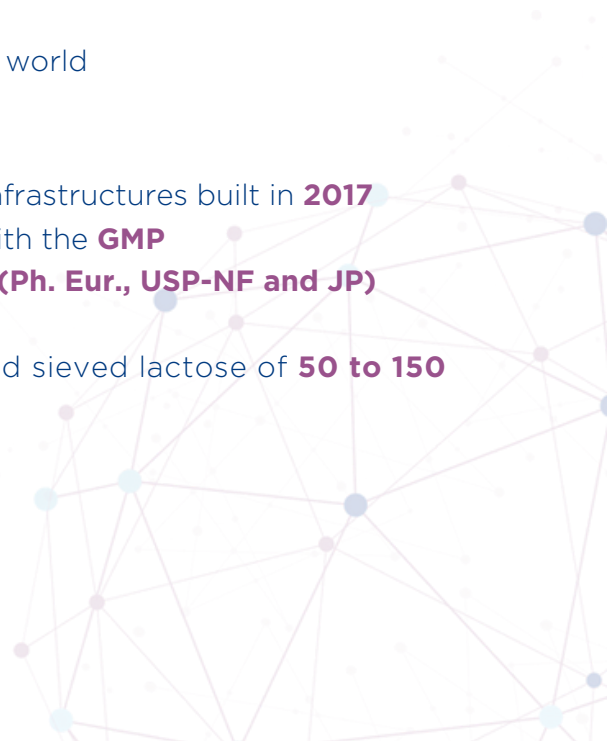 world
nfrastructures built in 2017
ith the GMP
(Ph. Eur., USP-NF and JP)
d sieved lactose of 50 to 150